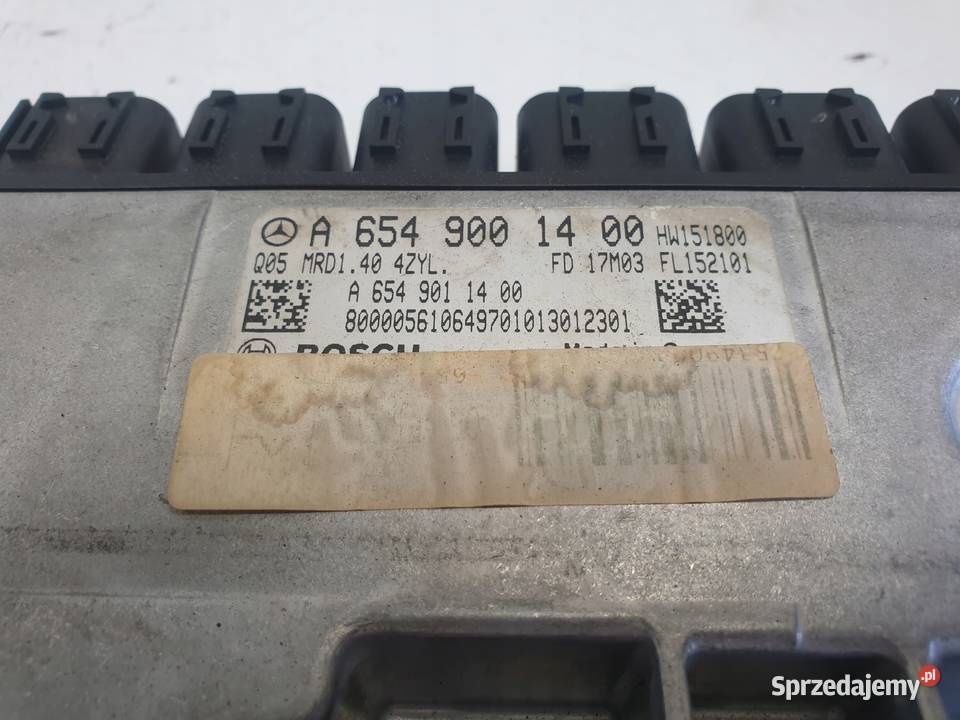 A 654 900 14 00 HW151800
Q05 MRD1.40 4ZYL. FD 17M03 FL152101
A 654 901 14 00
800005610649701013012301
BOSCH
Sprzedajemy.pl